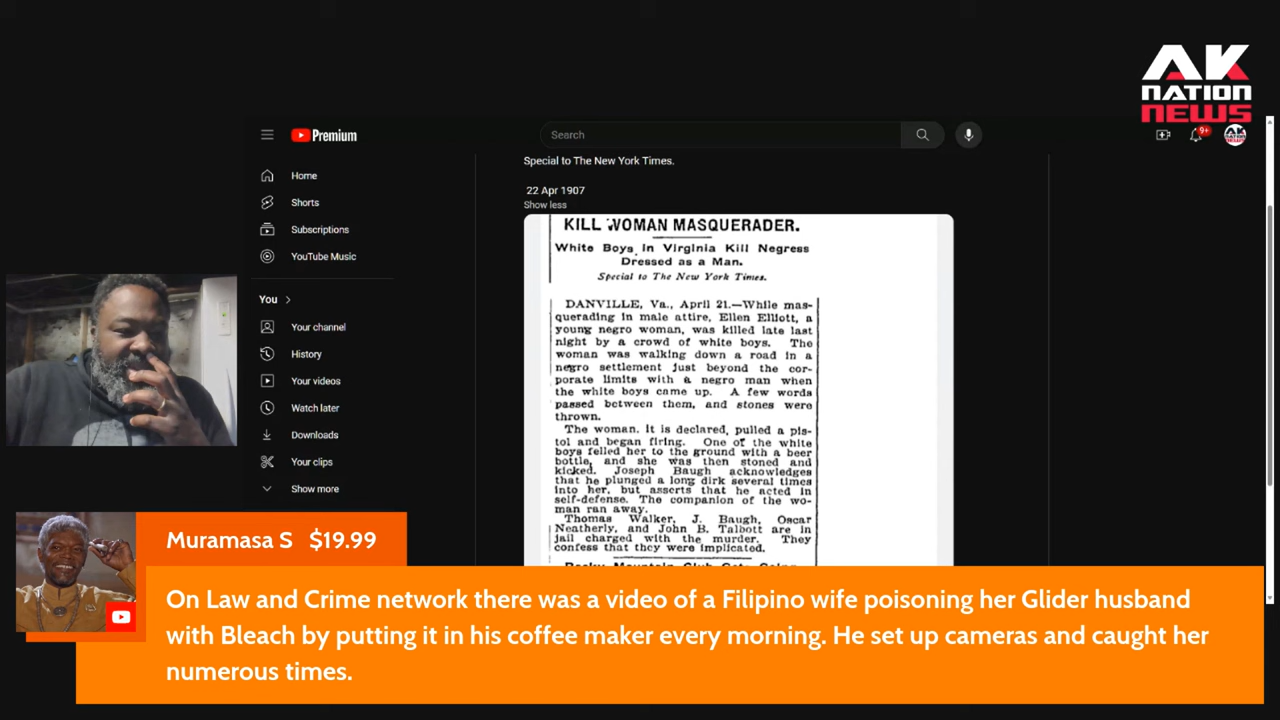 AK
NATION
NEWS
Premium
Search
9+
AK
Home
Shorts
Subscriptions
YouTube Music
You
Your channel
History
Your videos
Watch later
Downloads
Your clips
Show more
Special to The New York Times.
22 Apr 1907
Show less
KILL WOMAN MASQUERADER.
White Boys in Virginia Kill Negress
Dressed as a Man.
Special to The New York Times.
DANVILLE, Va., April 21.—While mas-
querading in male attire, Ellen Elliott, a
young negro woman, was killed late last
night by a crowd of white boys. The
woman was walking down a road in a
negro settlement just beyond the cor-
porate limits with a negro man when
the white boys came up. A few words
passed between them, and stones were
thrown.
The woman, it is declared, pulled a pis-
tol and began firing. One of the white
boys felled her to the ground with a beer
bottle, and she was then stoned and
kicked. Joseph Baugh acknowledges
that he plunged a long dirk several times
into her, but asserts that he acted in
self-defense. The companion of the wo-
man ran away.
Thomas Walker, J. Baugh, Oscar
Neatherly, and John B. Talbott are in
jail charged with the murder. They
confess that they were implicated.
Muramasa S $19.99
On Law and Crime network there was a video of a Filipino wife poisoning her Glider husband
with Bleach by putting it in his coffee maker every morning. He set up cameras and caught her
numerous times.